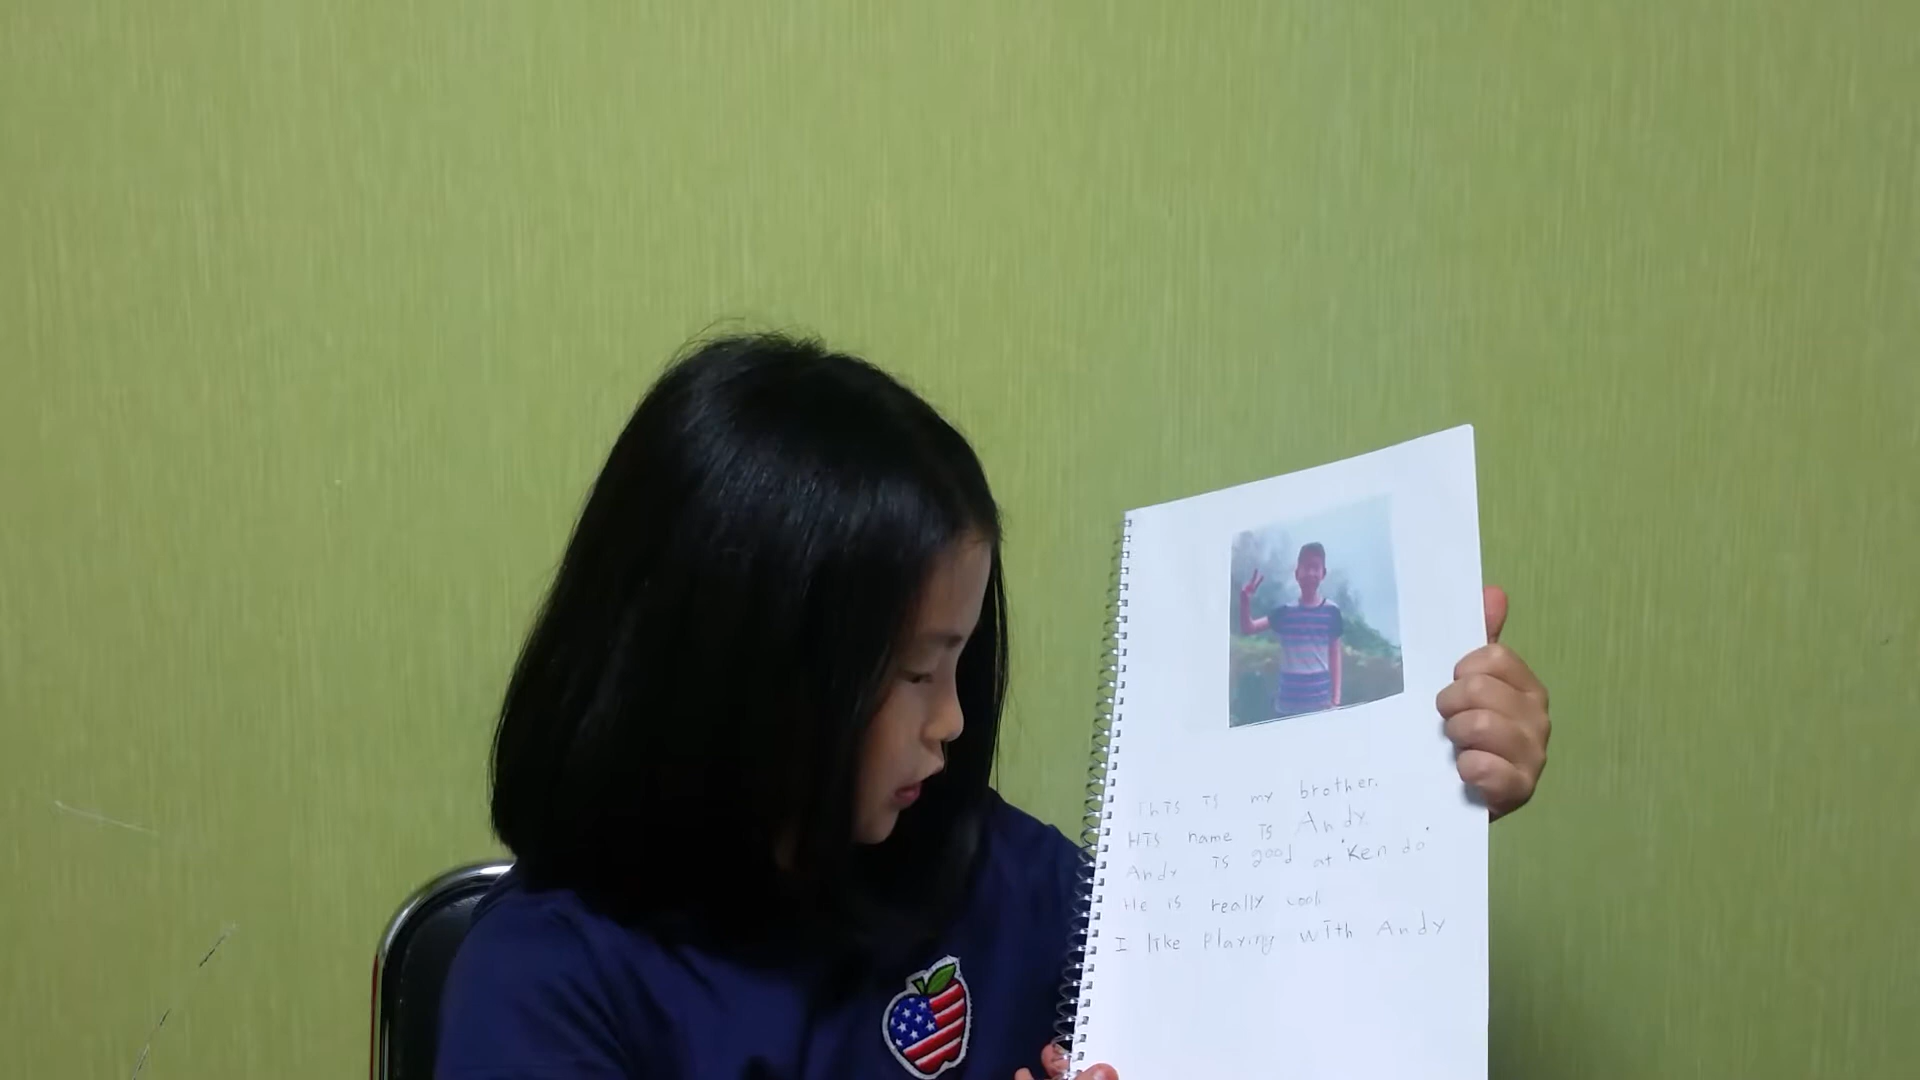 This is my brother.
His name is Andy.
Andy is good at "Ken do"
He is really cool.
I like playing with Andy